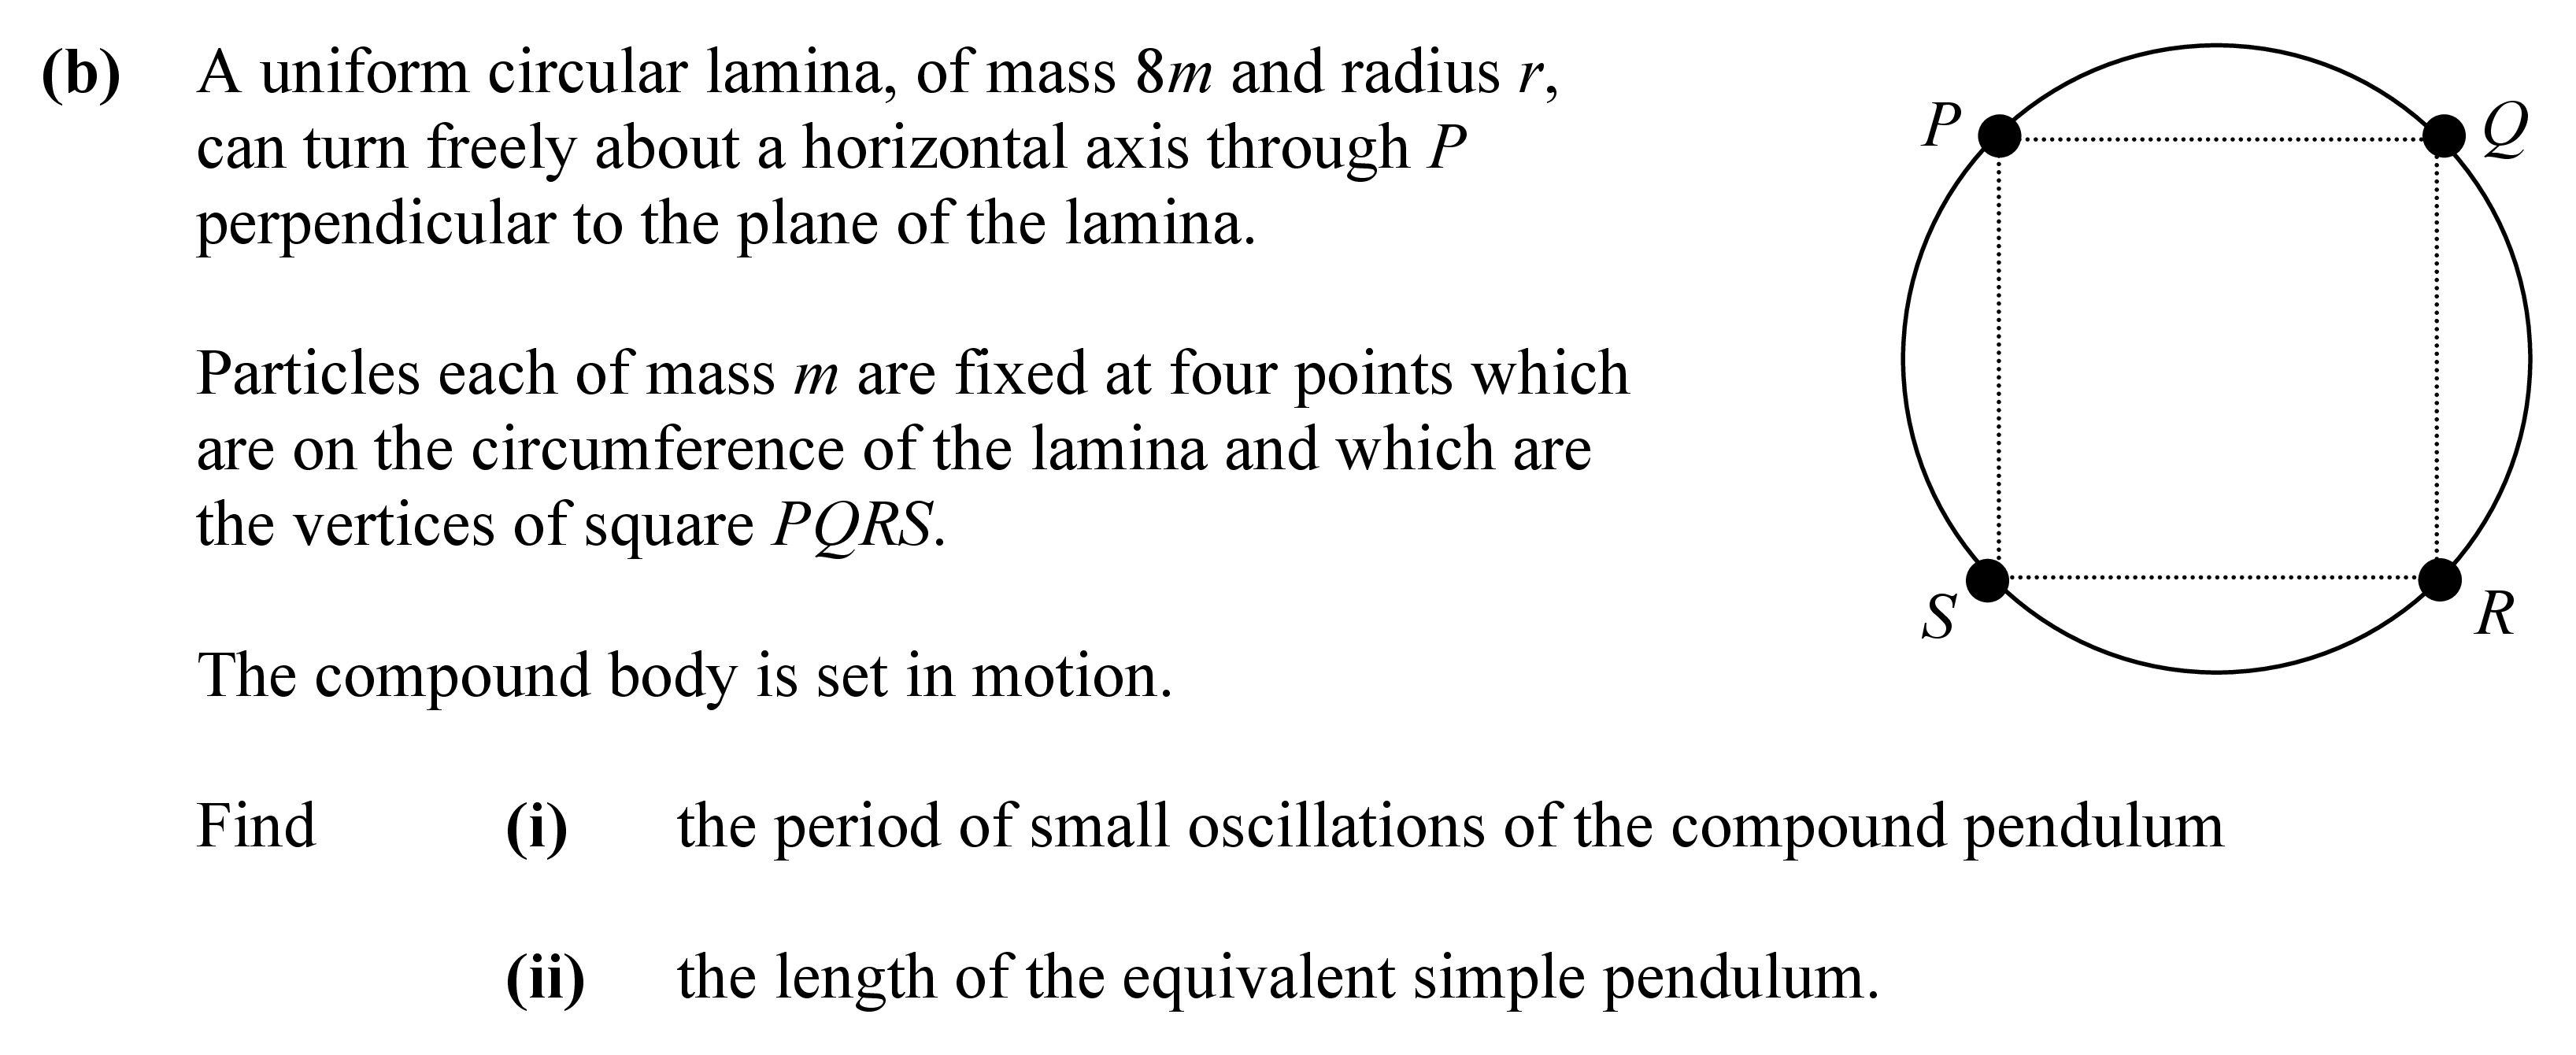 (b) A uniform circular lamina, of mass 8m and radius r,
can turn freely about a horizontal axis through P
perpendicular to the plane of the lamina.
Particles each of mass m are fixed at four points which
are on the circumference of the lamina and which are
the vertices of square PQRS.
The compound body is set in motion.
Find (i) the period of small oscillations of the compound pendulum
(ii) the length of the equivalent simple pendulum.
P
Q
S
R